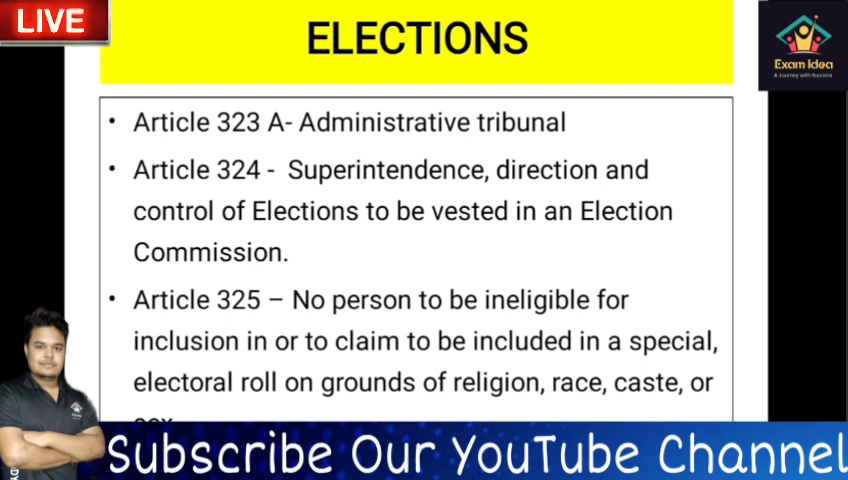 LIVE
ELECTIONS
Exam Idea
A Journey with Success
• Article 323 A- Administrative tribunal
• Article 324 - Superintendence, direction and
control of Elections to be vested in an Election
Commission.
• Article 325 – No person to be ineligible for
inclusion in or to claim to be included in a special,
electoral roll on grounds of religion, race, caste, or
Subscribe Our YouTube Channel